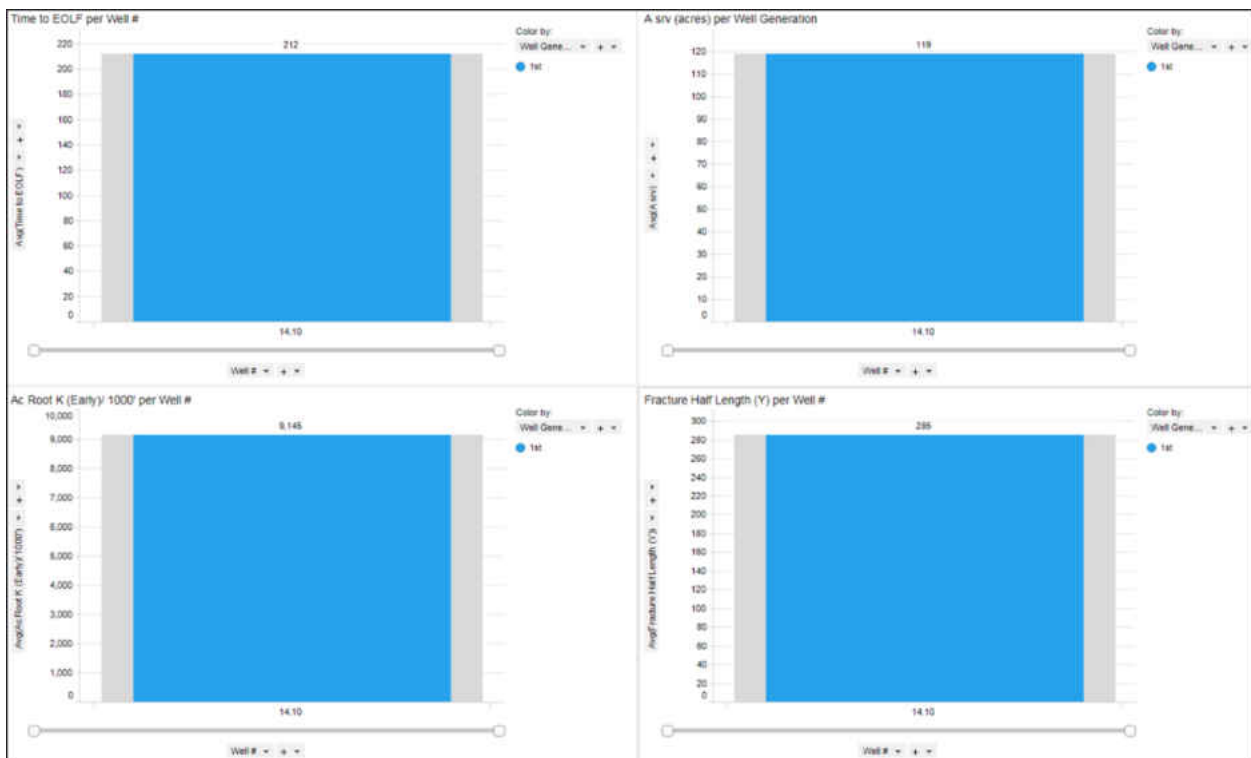 Time to EOLF per Well #
220
200
180
160
140
120
100
80
60
40
20
0
212
14.10
Avg(Time to EOLF)
Well #
+
Color by:
Well Gene...
+
1st
A srv (acres) per Well Generation
120
110
100
90
80
70
60
50
40
30
20
10
0
119
14.10
Avg(A srv)
Well #
+
Color by:
Well Gene...
+
1st
Ac Root K (Early)/ 1000' per Well #
10,000
9,000
8,000
7,000
6,000
5,000
4,000
3,000
2,000
1,000
0
9,145
14.10
Avg(Ac Root K (Early)/1000')
Well #
+
Color by:
Well Gene...
+
1st
Fracture Half Length (Y) per Well #
300
280
260
240
220
200
180
160
140
120
100
80
60
40
20
0
14.10
Avg(Fracture Half Length (Y))
Well #
+
Color by:
Well Gene...
+
1st